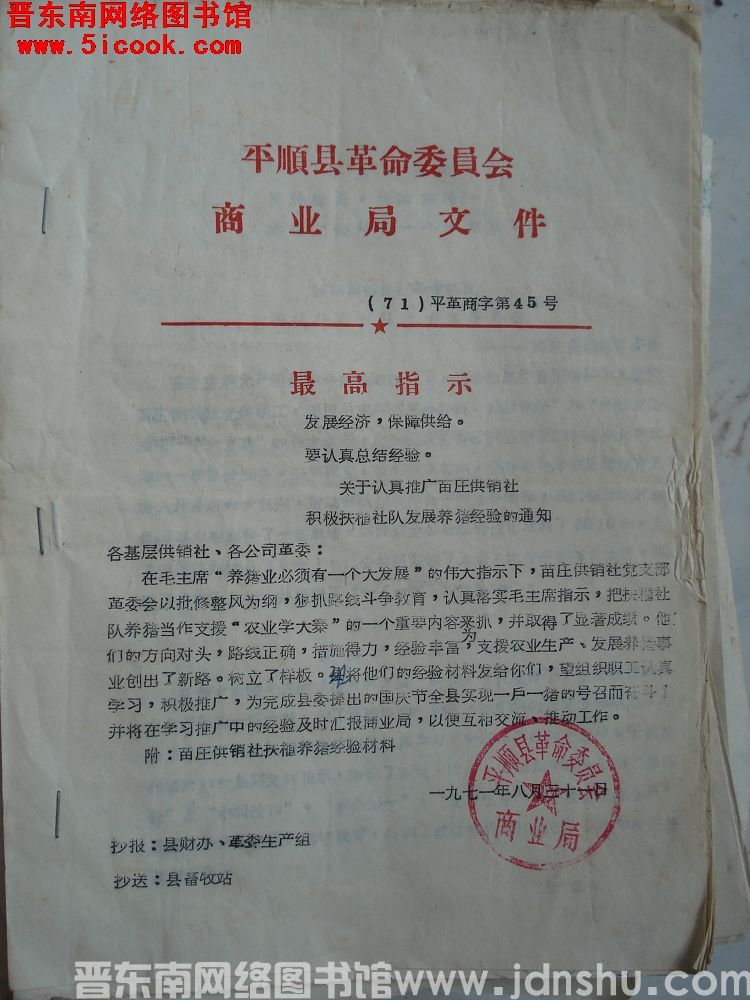 晋东南网络图书馆
www.5icook.com
平順县革命委員会
商业局文件
(71)平革商字第45号
最高指示
发展经济，保障供给。
要认真总结经验。
关于认真推广苗庄供销社
积极扶植社队发展养猪经验的通知
各基层供销社、各公司革委：
在毛主席“养猪业必须有一个大发展”的伟大指示下，苗庄供销社党支部
革委会以批修整风为纲，狠抓路线斗争教育，认真落实毛主席指示，把扶植社
队养猪当作支援“农业学大寨”的一个重要内容来抓，并取得了显著成绩。他
们的方向对头，路线正确，措施得力，经验丰富，为支援农业生产、发展养猪事
业创出了新路。树立了样板。现将他们的经验材料发给你们，望组织职工认真
学习，积极推广，为完成县委提出的国庆节全县实现一户一猪的号召而奋斗！
并将在学习推广中的经验及时汇报商业局，以便互相交流、推动工作。
附：苗庄供销社扶植养猪经验材料
一九七一年八月三十日
平顺县革命委员会
商业局
抄报：县财办、革委生产组
抄送：县畜牧站
晋东南网络图书馆www.jdnshu.com